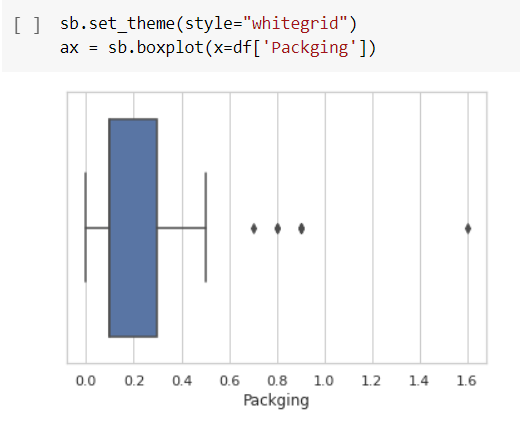 [ ] sb.set_theme(style="whitegrid")
ax = sb.boxplot(x=df['Packging'])
0.0 0.2 0.4 0.6 0.8 1.0 1.2 1.4 1.6
Packging